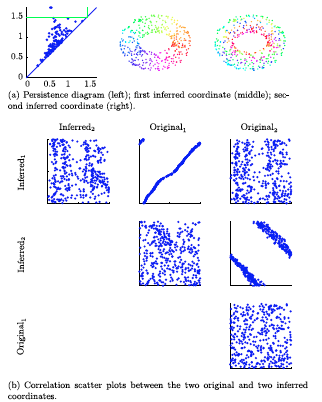 1.5
1
0.5
0
0 0.5 1 1.5
(a) Persistence diagram (left); first inferred coordinate (middle); sec-
ond inferred coordinate (right).
Inferred₂ Original₁ Original₂
Inferred₁
Inferred₂
Original₁
(b) Correlation scatter plots between the two original and two inferred
coordinates.